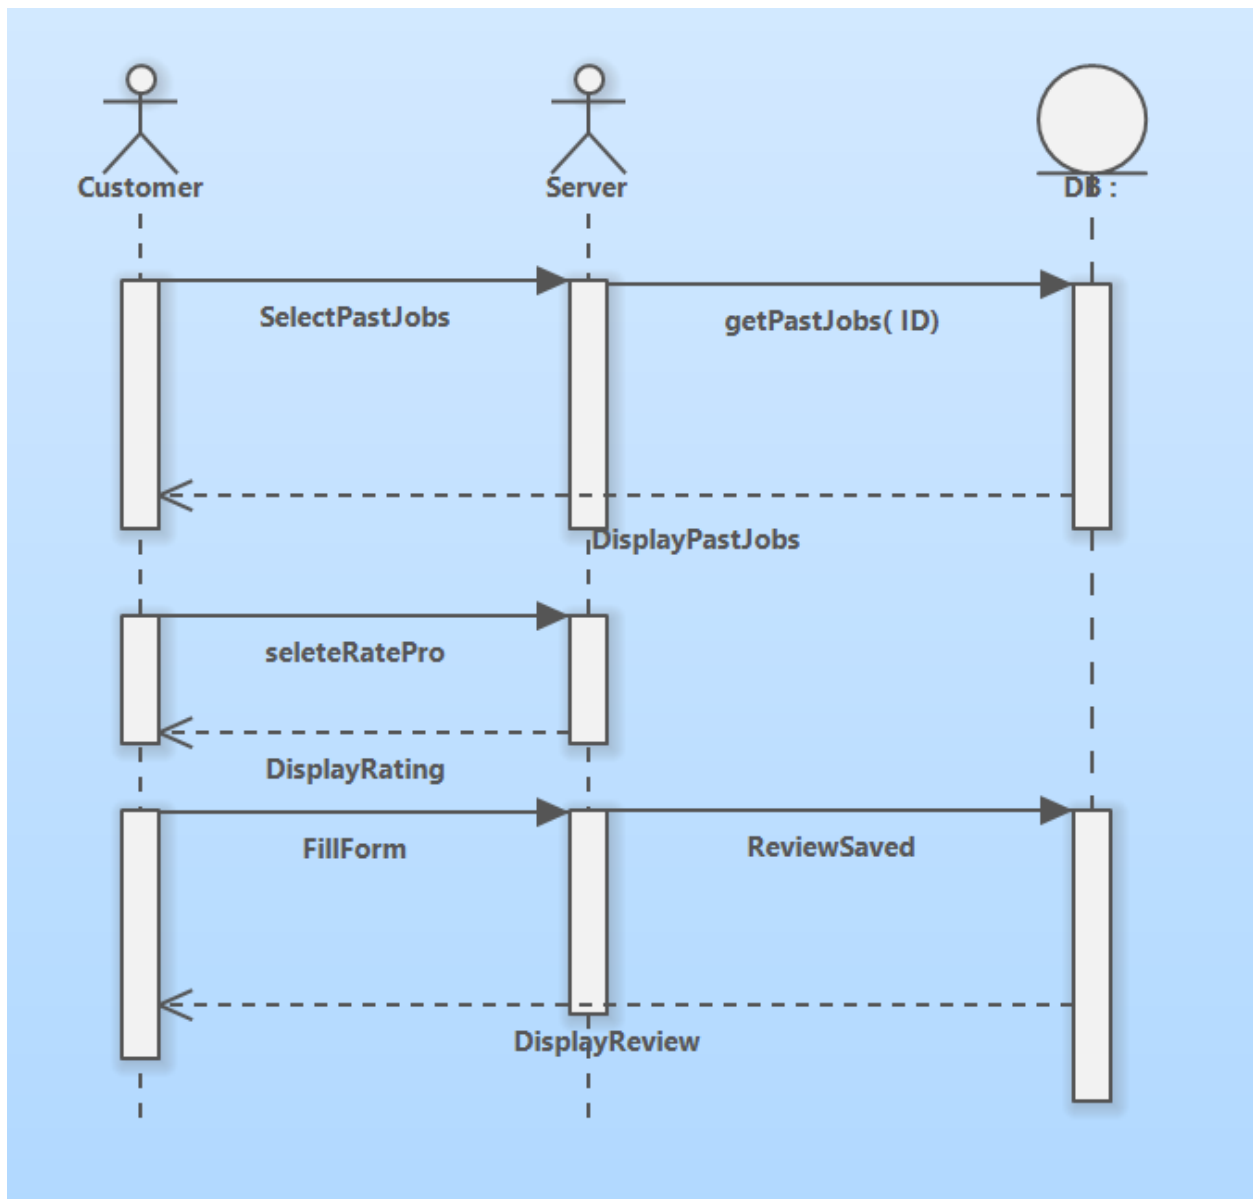 Customer
Server
DB :
SelectPastJobs
getPastJobs( ID)
DisplayPastJobs
seleteRatePro
DisplayRating
FillForm
ReviewSaved
DisplayReview